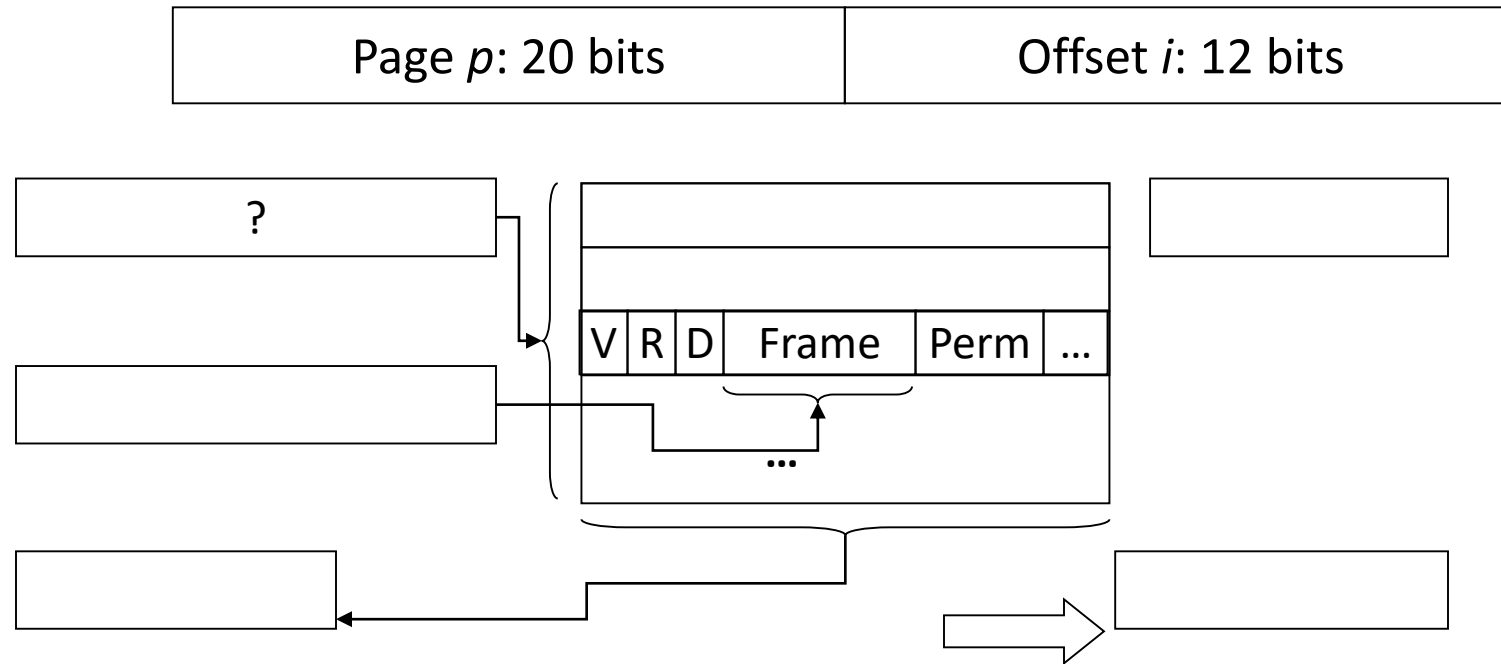 Page p: 20 bits Offset i: 12 bits
?
V R D Frame Perm ...
...